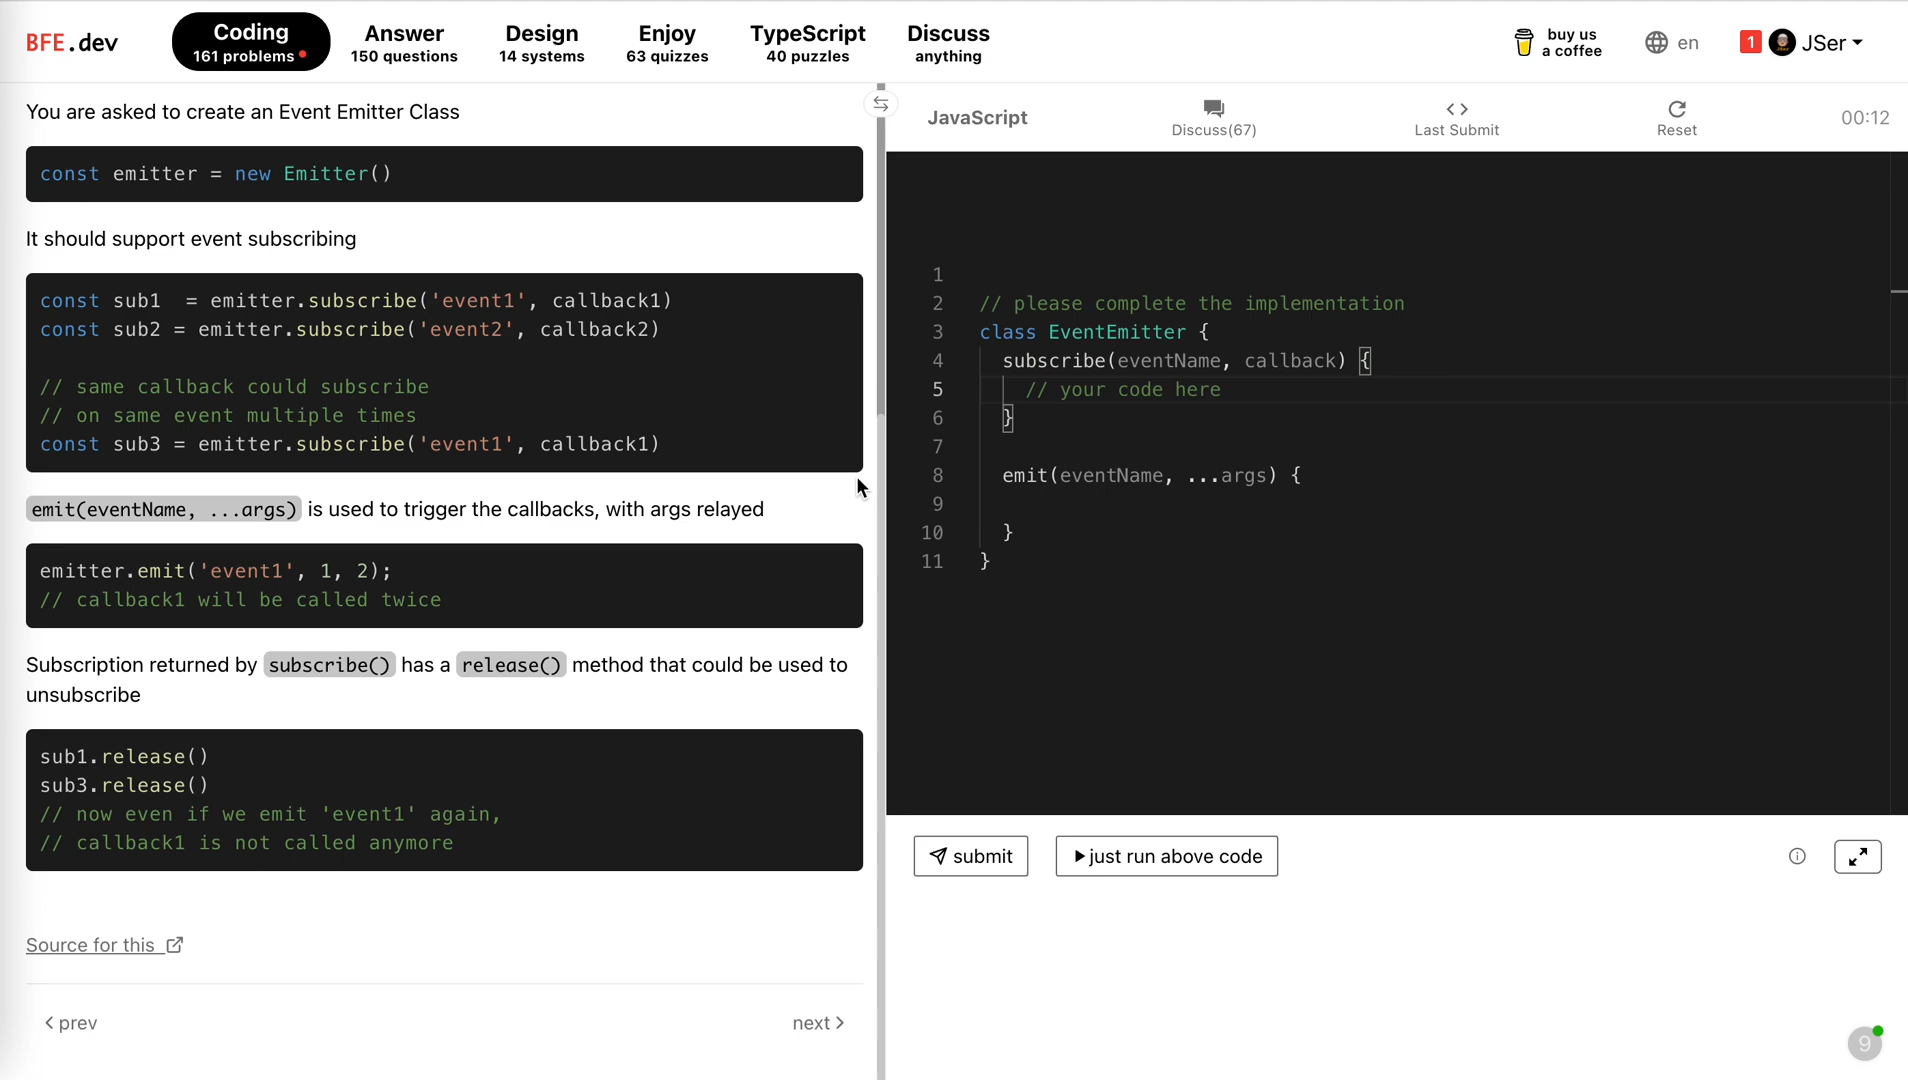 BFE.dev
Coding
161 problems
Answer
150 questions
Design
14 systems
Enjoy
63 quizzes
TypeScript
40 puzzles
Discuss
anything
buy us
a coffee
en
1
JSer
You are asked to create an Event Emitter Class
const emitter = new Emitter()
It should support event subscribing
const sub1  = emitter.subscribe('event1', callback1)
const sub2 = emitter.subscribe('event2', callback2)
// same callback could subscribe
// on same event multiple times
const sub3 = emitter.subscribe('event1', callback1)
emit(eventName, ...args) is used to trigger the callbacks, with args relayed
emitter.emit('event1', 1, 2);
// callback1 will be called twice
Subscription returned by subscribe() has a release() method that could be used to
unsubscribe
sub1.release()
sub3.release()
// now even if we emit 'event1' again,
// callback1 is not called anymore
Source for this
prev
next
JavaScript
Discuss(67)
Last Submit
Reset
00:12
1
2 // please complete the implementation
3 class EventEmitter {
4 subscribe(eventName, callback) {
5 // your code here
6 }
7
8 emit(eventName, ...args) {
9
10 }
11 }
submit
just run above code
9